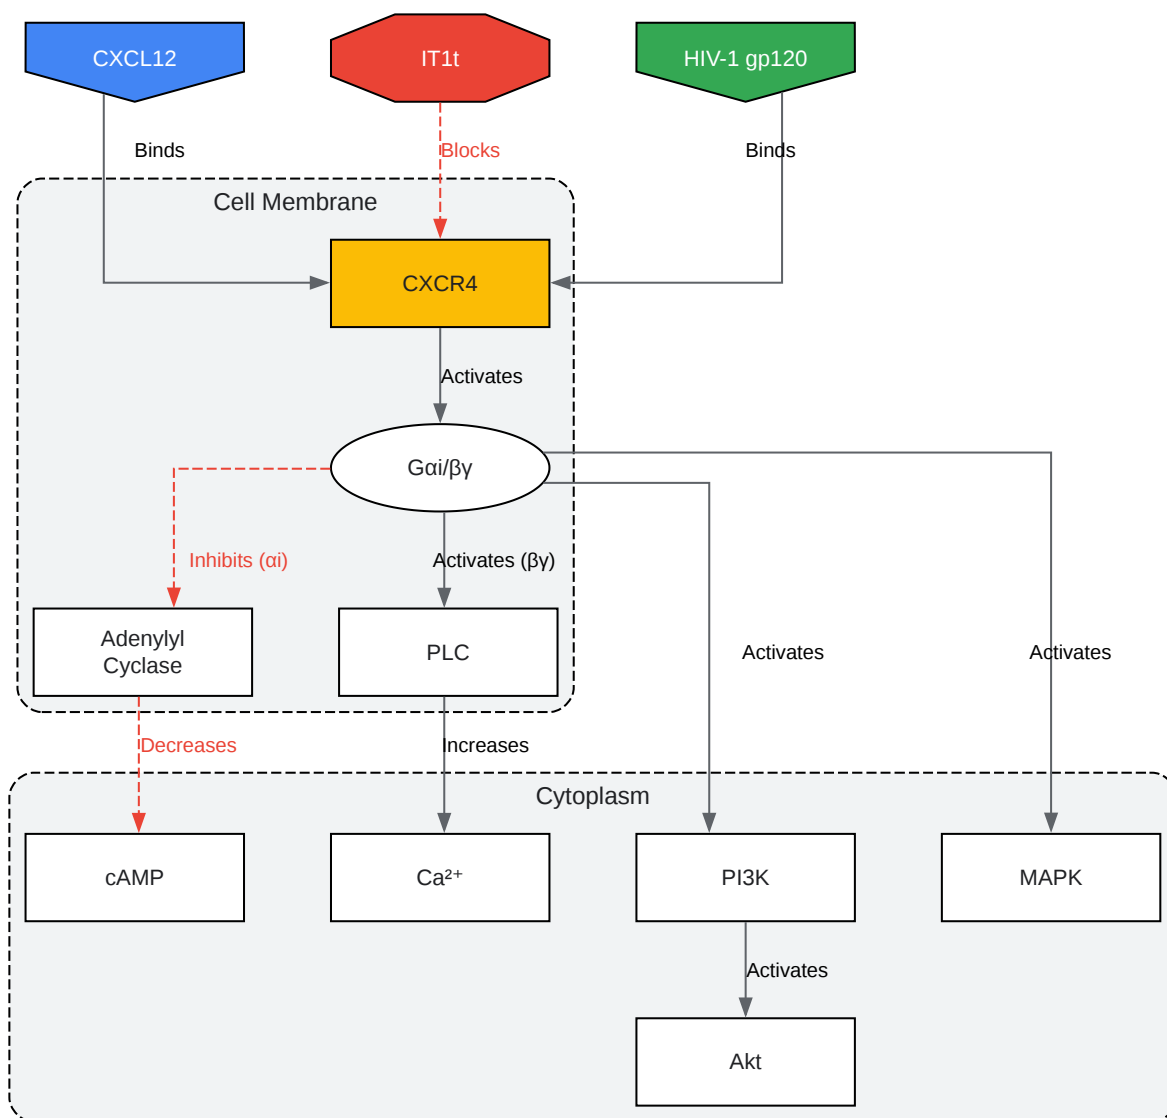 CXCL12
IT1t
HIV-1 gp120
Binds
Blocks
Binds
Cell Membrane
CXCR4
Activates
Gαi/βγ
Inhibits (αi)
Activates (βγ)
Adenylyl
Cyclase
PLC
Activates
Activates
Decreases
Increases
Cytoplasm
cAMP
Ca²⁺
PI3K
MAPK
Activates
Akt